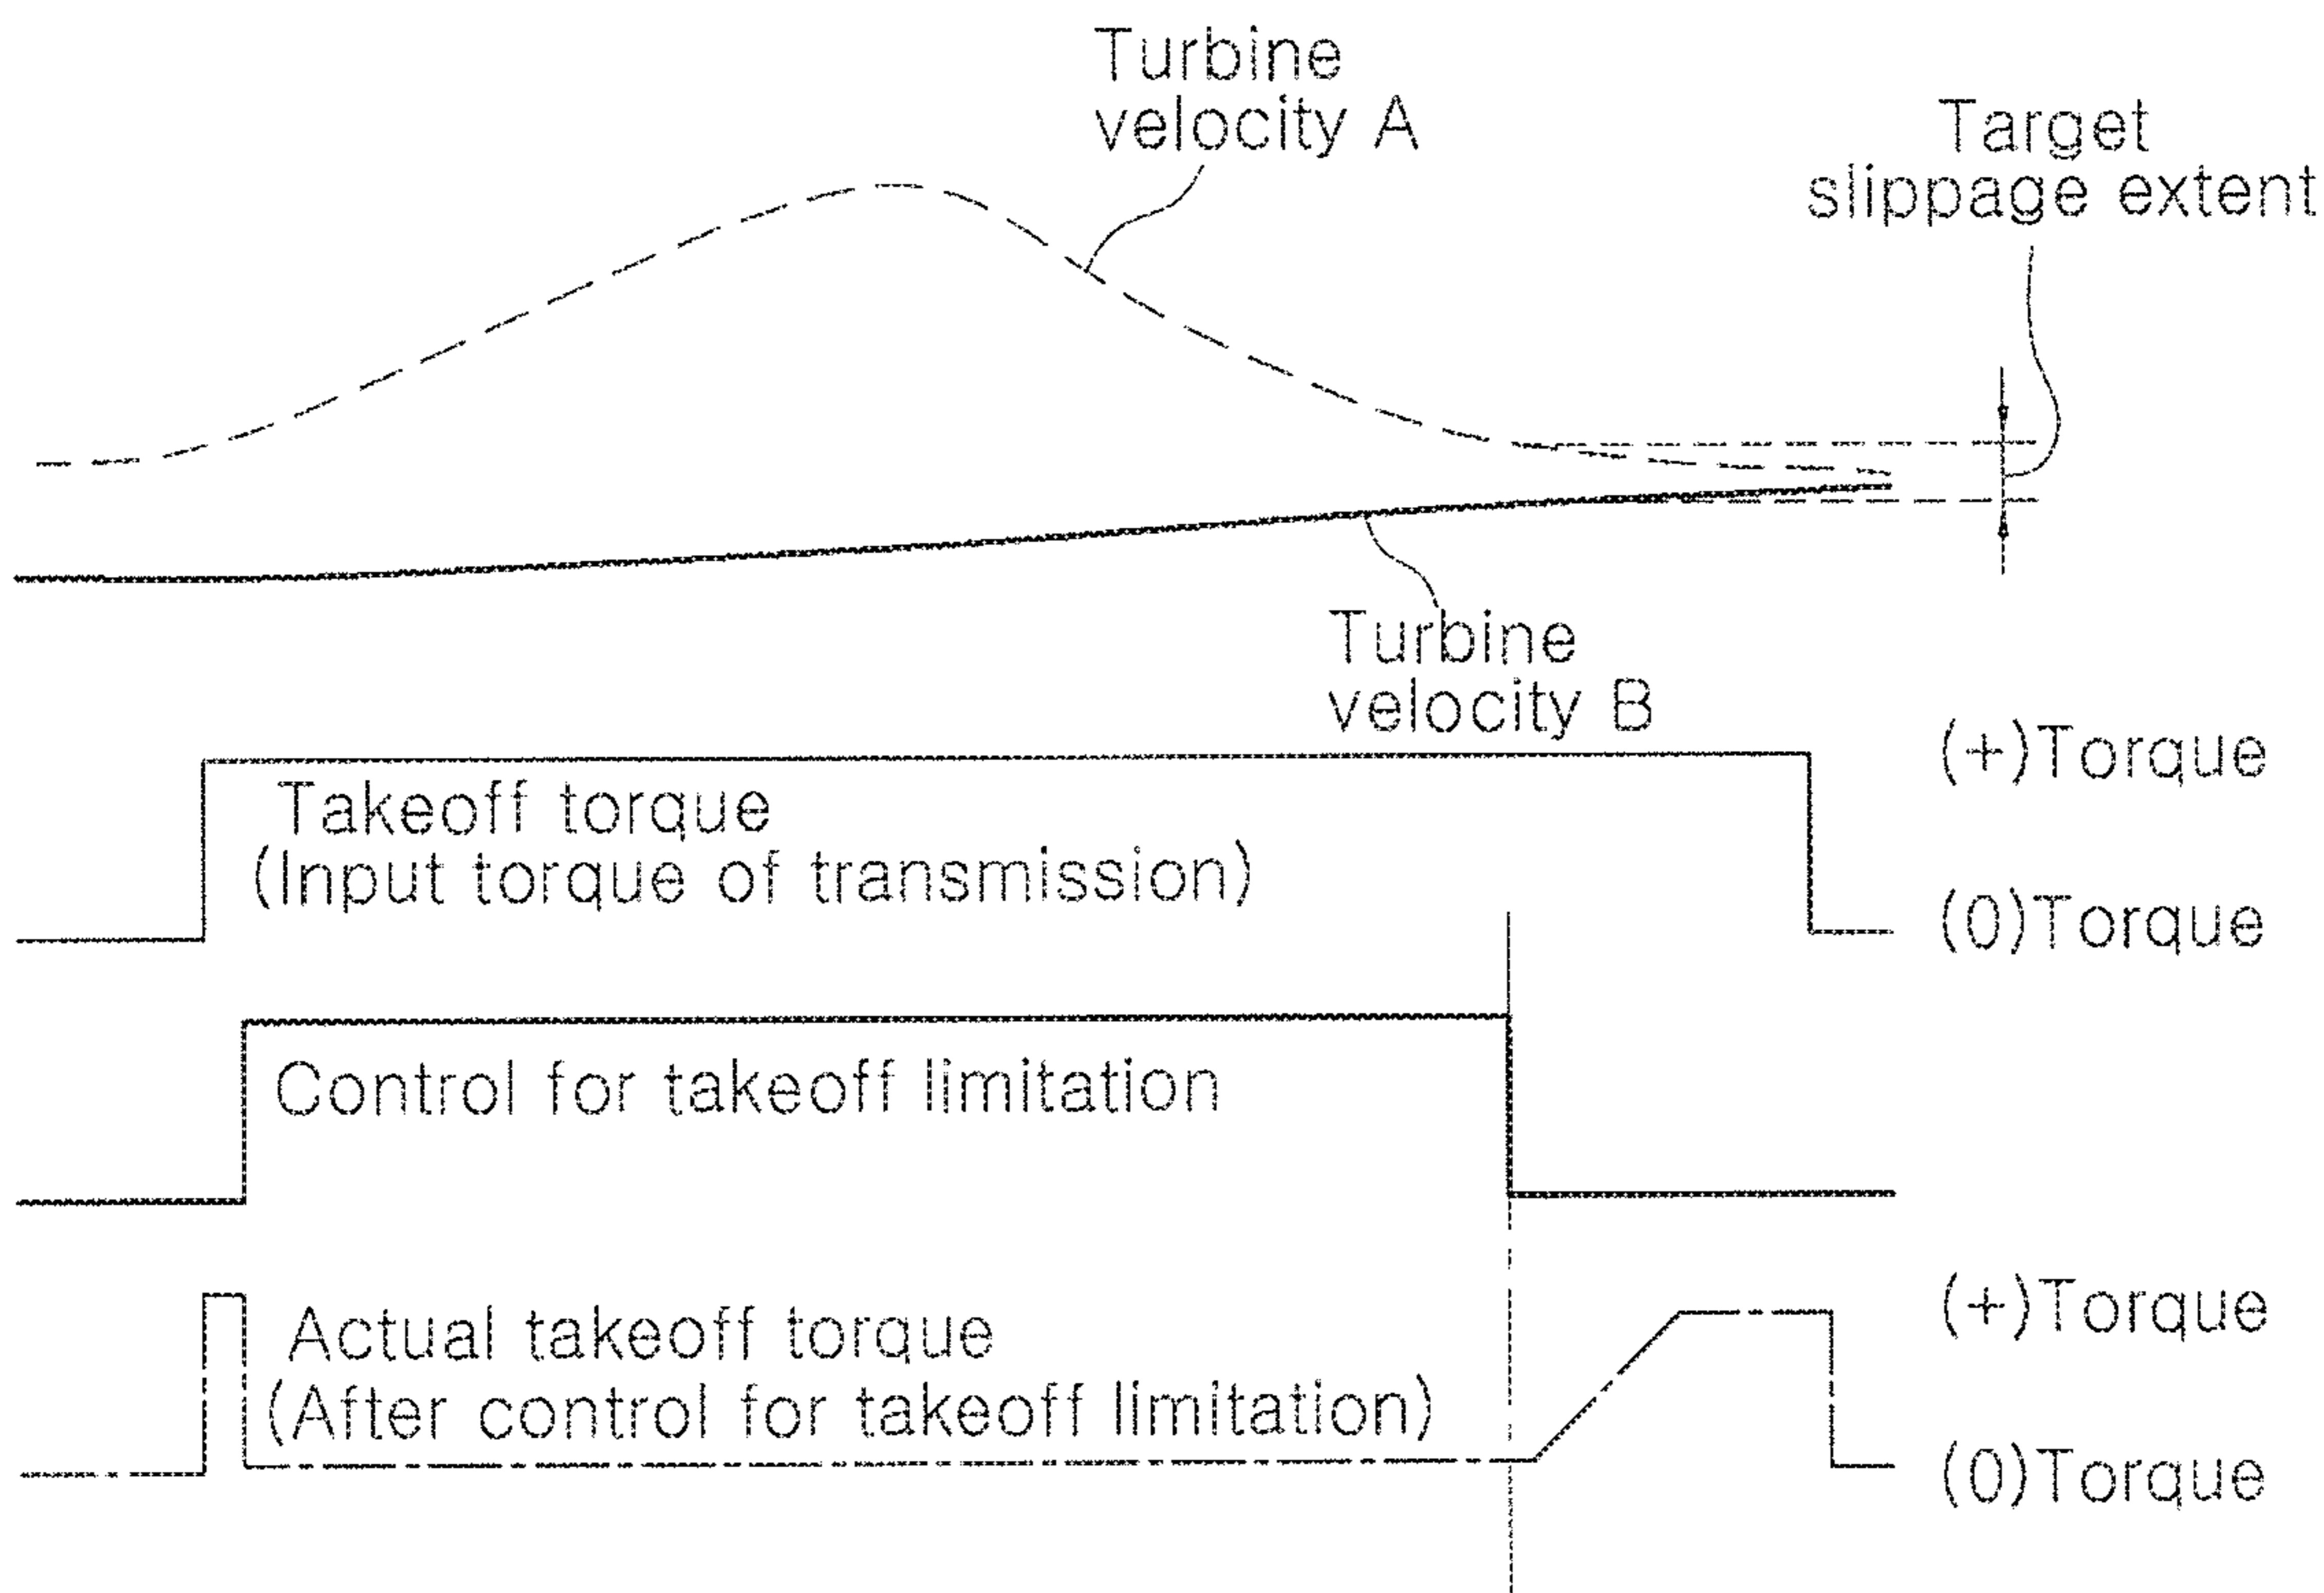 Turbine
velocity A
Target
slippage extent
Turbine
velocity B
(+)Torque
Takeoff torque
(Input torque of transmission)
(0)Torque
Control for takeoff limitation
(+)Torque
Actual takeoff torque
(After control for takeoff limitation)
(0)Torque